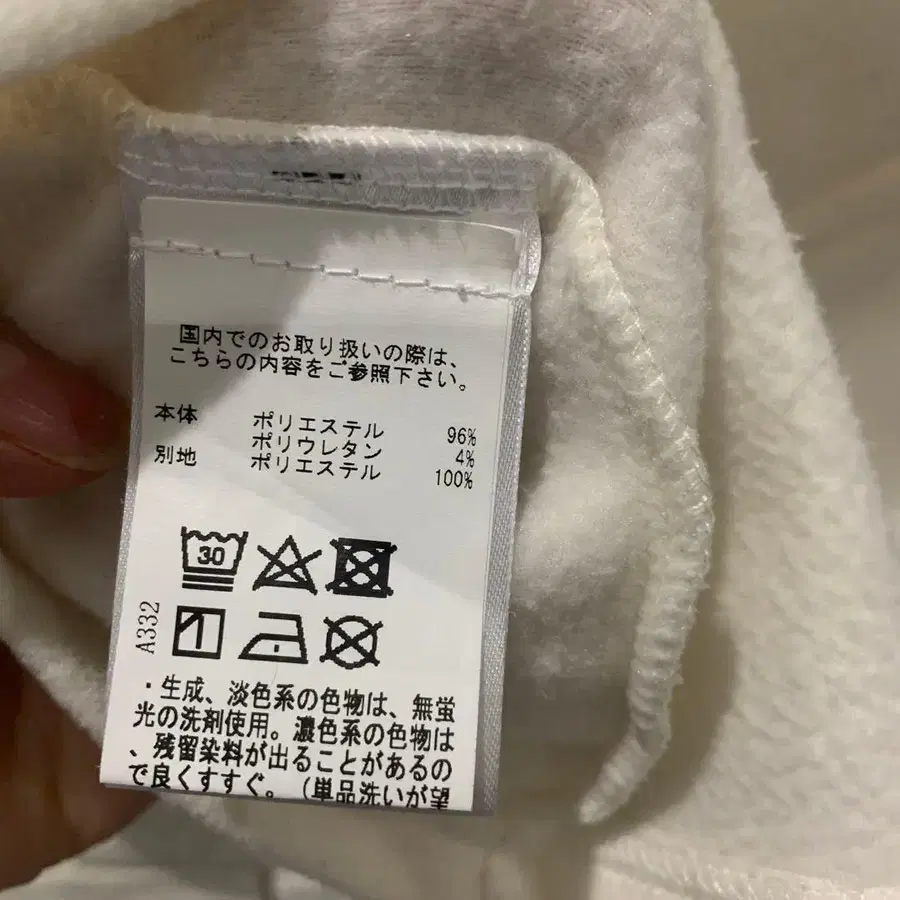 国内でのお取り扱いの際は、
こちらの内容をご参照下さい。
本体 ポリエステル 96%
ポリウレタン 4%
別地 ポリエステル 100%
30
A332
・生成、淡色系の色物は、無蛍
光の洗剤使用。濃色系の色物は
、残留染料が出ることがあるの
で良くすすぐ。（単品洗いが望